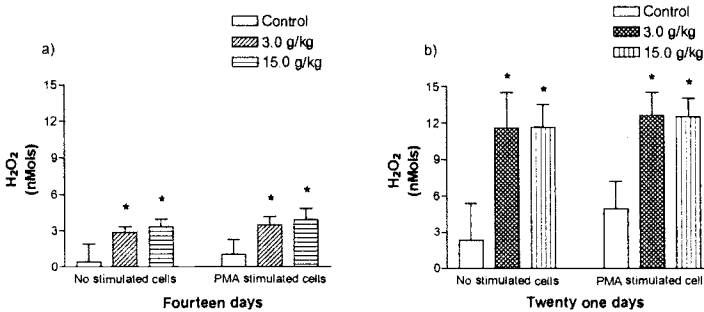 a)
Control
3.0 g/kg
15.0 g/kg
15
12
9
6
3
0
H₂O₂
(nMols)
*
*
*
*
No stimulated cells
PMA stimulated cells
Fourteen days
b)
Control
3.0 g/kg
15.0 g/kg
15
12
9
6
3
0
H₂O₂
(nMols)
*
*
*
*
No stimulated cells
PMA stimulated cell
Twenty one days